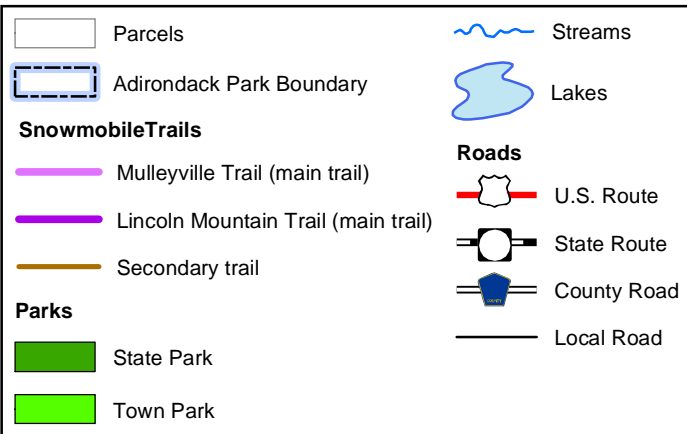 Parcels
Adirondack Park Boundary
SnowmobileTrails
Mulleyville Trail (main trail)
Lincoln Mountain Trail (main trail)
Secondary trail
Parks
State Park
Town Park
Streams
Lakes
Roads
U.S. Route
State Route
County Road
Local Road